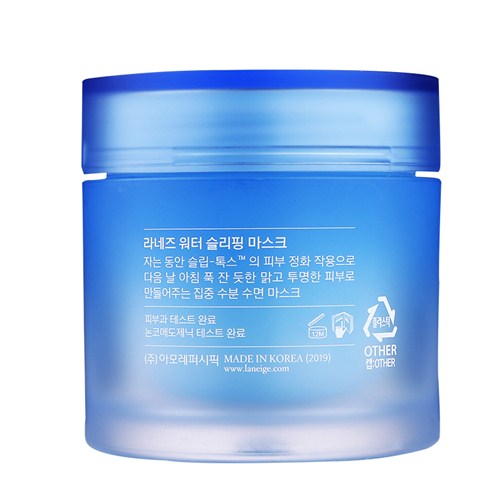 라네즈 워터 슬리핑 마스크
자는 동안 슬립-톡스™ 의 피부 정화 작용으로
다음 날 아침 푹 잔 듯한 맑고 투명한 피부로
만들어주는 집중 수분 수면 마스크
피부과 테스트 완료
논코메도제닉 테스트 완료
12M
플라스틱
OTHER
캡:OTHER
(주)아모레퍼시픽 MADE IN KOREA (2019)
www.laneige.com